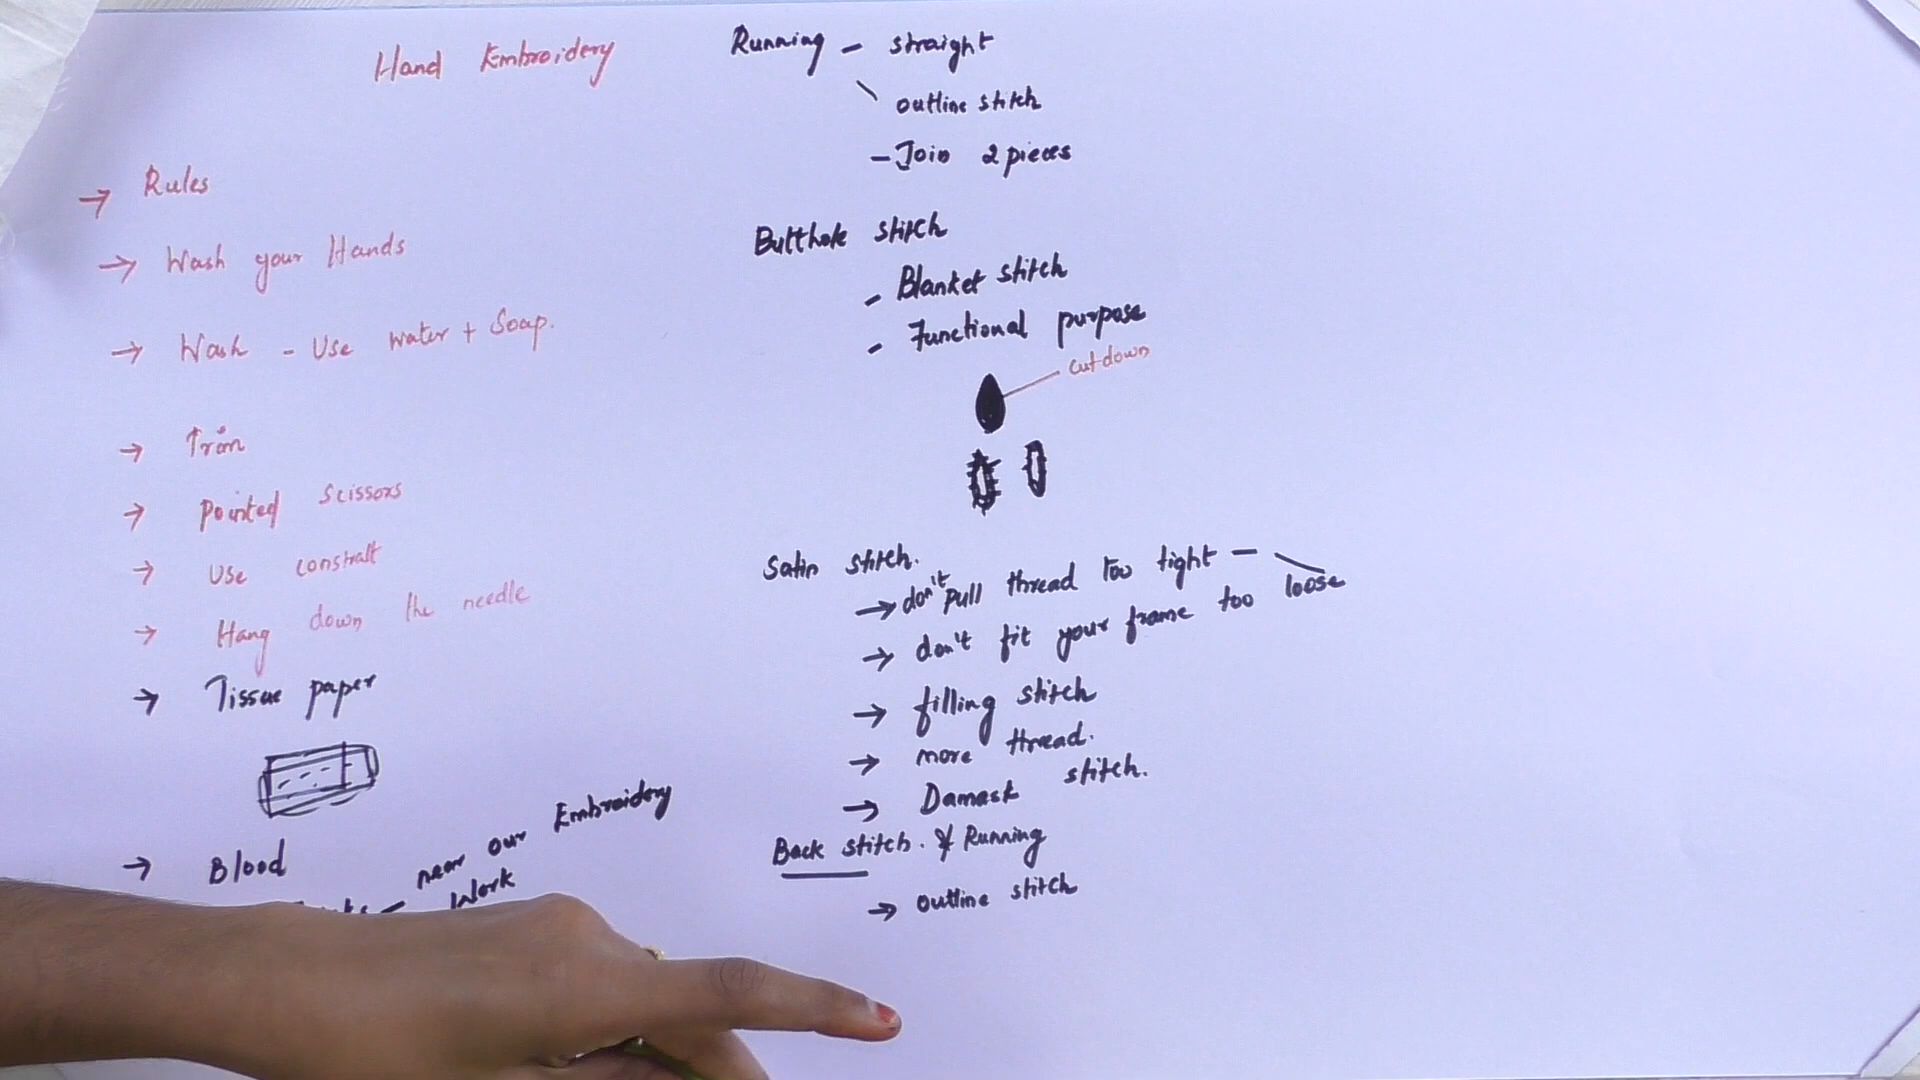 Hand Embroidery
→ Rules
→ Wash your Hands
→ Wash - Use water + Soap.
→ Trim
→ Pointed scissors
→ Use constratt
→ Hang down the needle
→ Tissue paper
→ Blood
near our Embroidery
Work
Running - straight
outline stitch
- Join 2 pieces
Butthole stitch
- Blanket stitch
- Functional purpose
cut down
Satin stitch.
→ don't pull thread too tight -
→ don't fit your frame too loose
→ filling stitch
→ more thread.
→ Damask stitch.
Back stitch. & Running
→ outline stitch